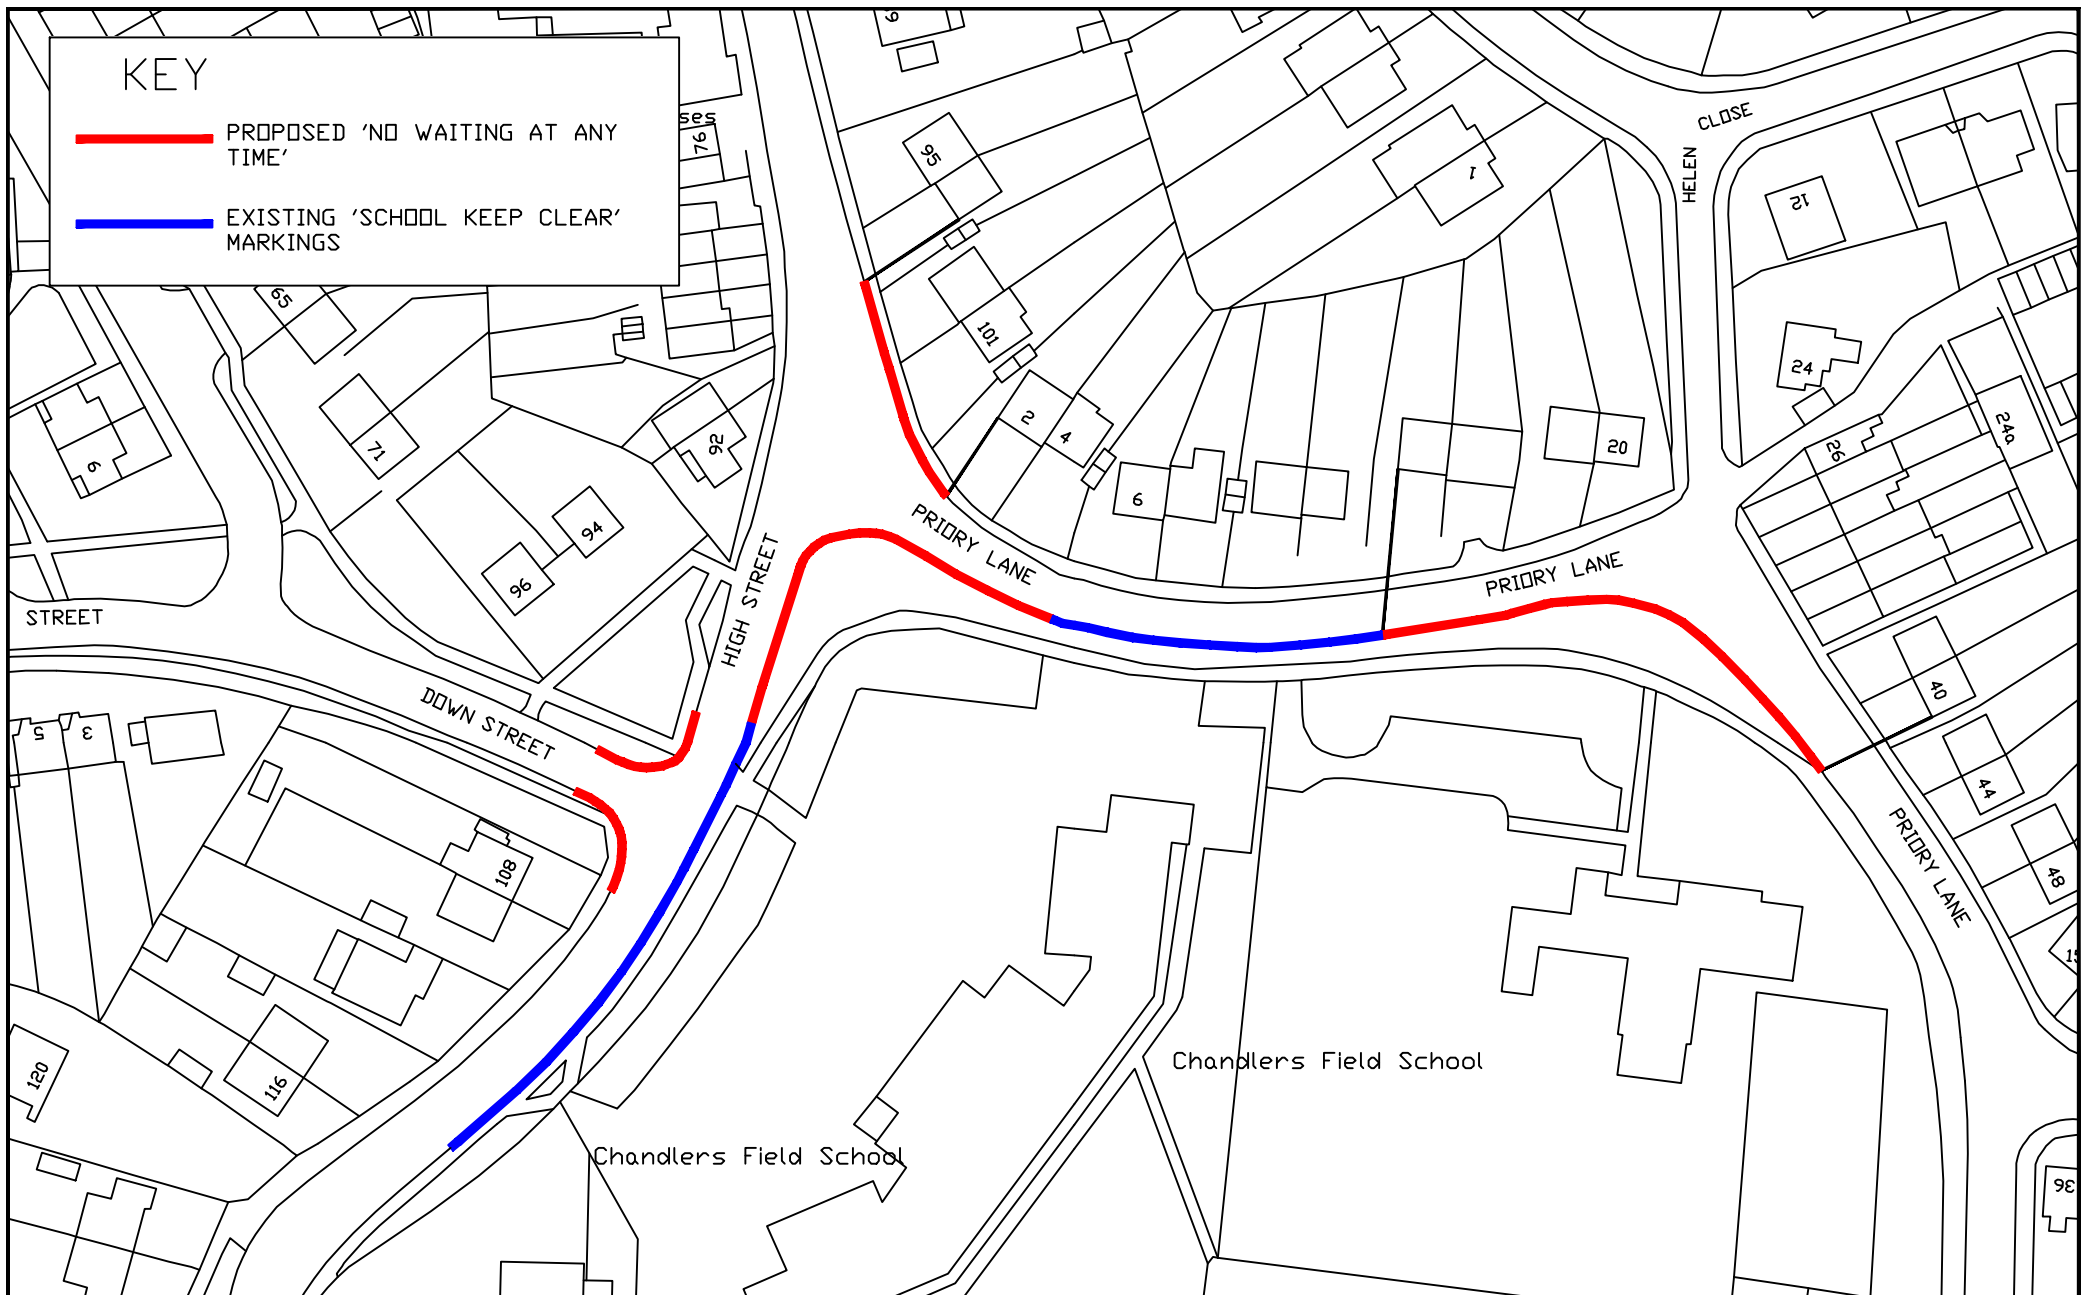 KEY
PROPOSED 'NO WAITING AT ANY
TIME'
EXISTING 'SCHOOL KEEP CLEAR'
MARKINGS
ses
76
65
71
6
92
94
96
95
101
2
4
6
1
20
12
24
26
24a
40
44
48
36
CLOSE
HELEN
PRIORY LANE
PRIORY LANE
PRIORY LANE
HIGH STREET
STREET
DOWN STREET
5
3
108
116
120
Chandlers Field School
Chandlers Field School